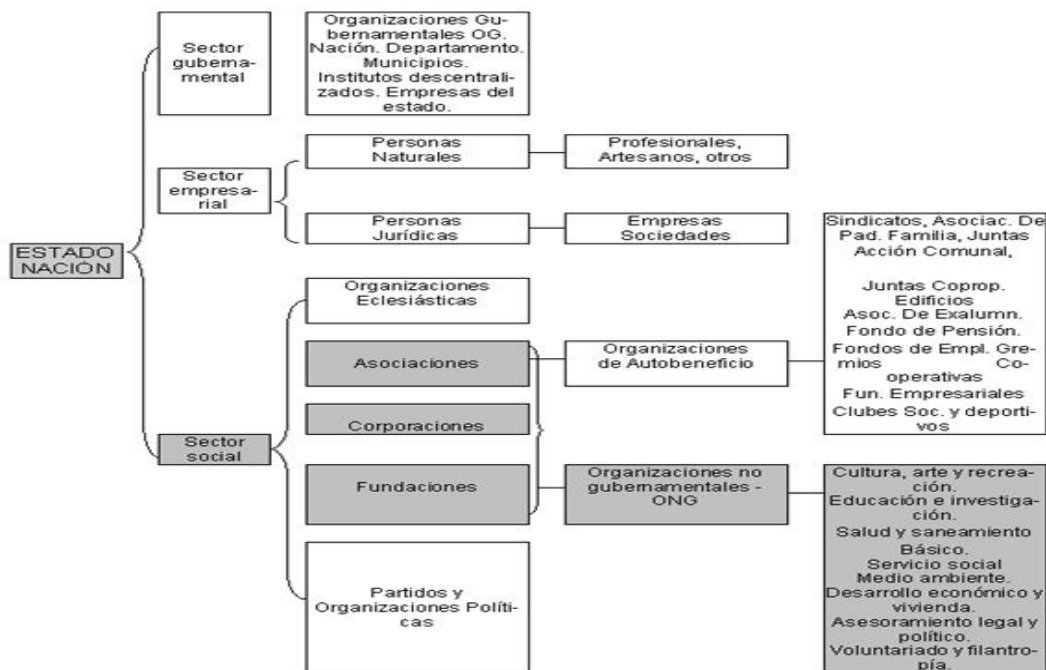 Sector
guberna-
mental
Organizaciones Gu-
bernamentales OG.
Nación. Departamento.
Municipios.
Institutos descentrali-
zados. Empresas del
estado.
Sector
empresa-
rial
Personas
Naturales
Profesionales,
Artesanos, otros
Personas
Jurídicas
Empresas
Sociedades
ESTADO
NACIÓN
Sector
social
Organizaciones
Eclesiásticas
Asociaciones
Corporaciones
Fundaciones
Partidos y
Organizaciones Políti-
cas
Organizaciones
de Autobeneficio
Sindicatos, Asociac. De
Pad. Familia, Juntas
Acción Comunal,
Juntas Coprop.
Edificios
Asoc. De Exalumn.
Fondo de Pensión.
Fondos de Empl. Gre-
mios Co-
operativas
Fun. Empresariales
Clubes Soc. y deporti-
vos
Organizaciones no
gubernamentales -
ONG
Cultura, arte y recrea-
ción.
Educación e investiga-
ción.
Salud y saneamiento
Básico.
Servicio social
Medio ambiente.
Desarrollo económico y
vivienda.
Asesoramiento legal y
político.
Voluntariado y filantro-
pía.